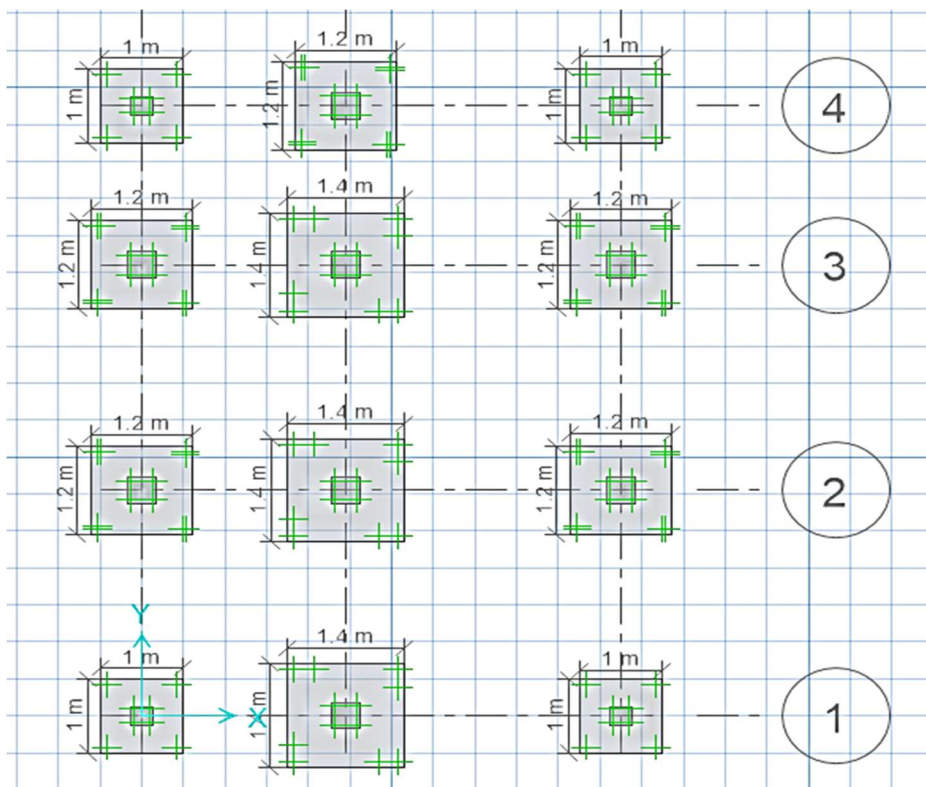 1 m 1.2 m 1 m
1 m 1.2 m 1 m 4
1.2 m 1.4 m 1.2 m
1.2 m 1.4 m 1.2 m 3
1.2 m 1.4 m 1.2 m
1.2 m 1.4 m 1.2 m 2
Y
1 m 1.4 m 1 m
1 m X 1 m 1